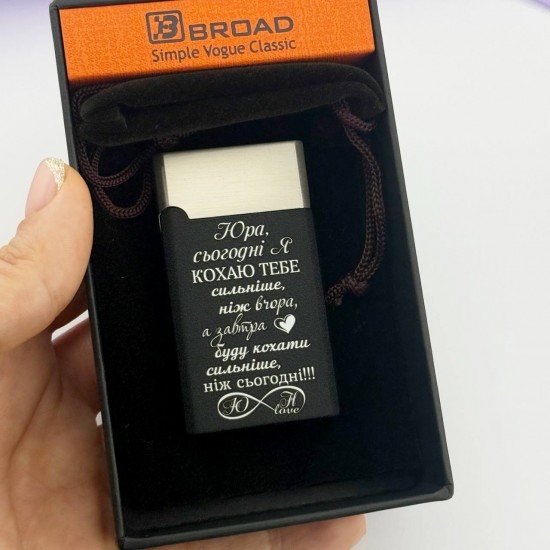 B BROAD
Simple Vogue Classic
Юра,
сьогодні Я
КОХАЮ ТЕБЕ
сильніше,
ніж вчора,
а завтра
буду кохати
сильніше,
ніж сьогодні!!!
Ю Н
love